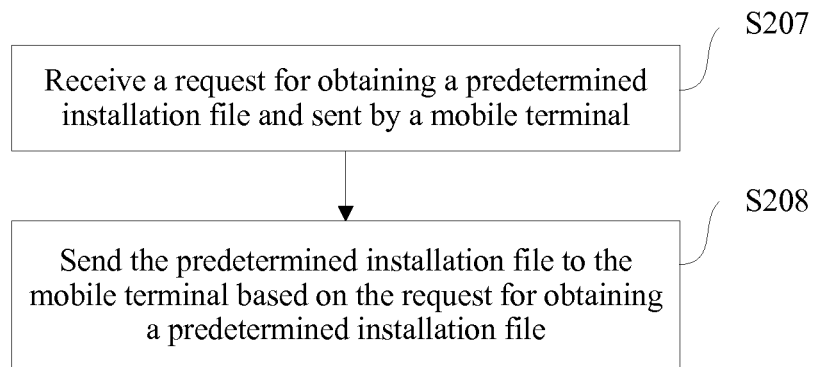 S207
Receive a request for obtaining a predetermined
installation file and sent by a mobile terminal
S208
Send the predetermined installation file to the
mobile terminal based on the request for obtaining
a predetermined installation file